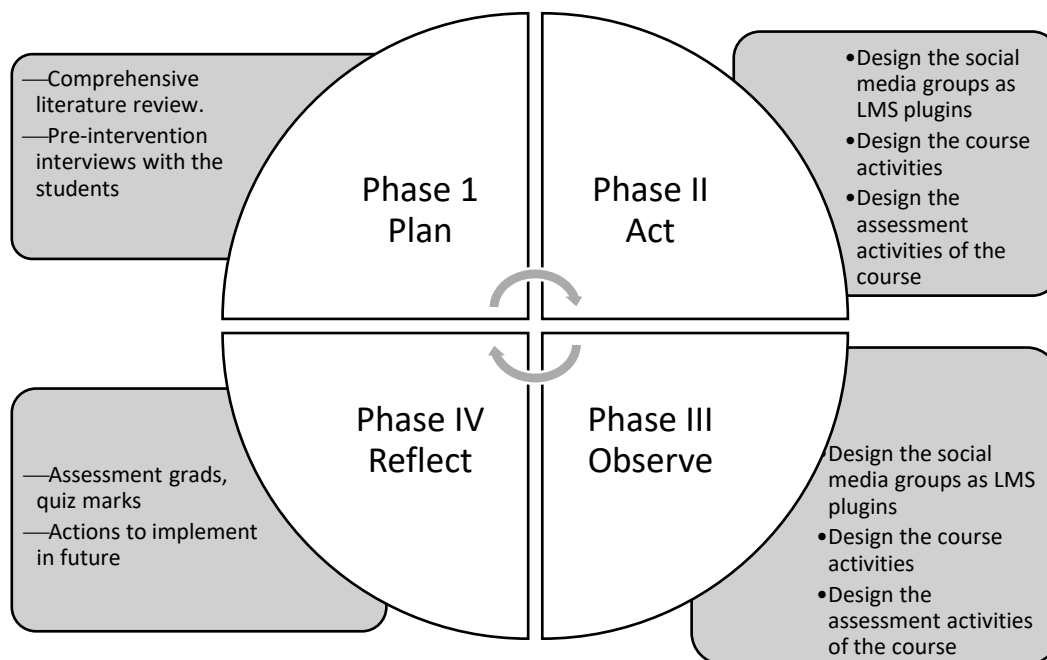 —Comprehensive
literature review.
—Pre-intervention
interviews with the
students
Phase 1
Plan
Phase II
Act
•Design the social
media groups as
LMS plugins
•Design the course
activities
•Design the
assessment
activities of the
course
Phase IV
Reflect
—Assessment grads,
quiz marks
—Actions to implement
in future
Phase III
Observe
•Design the social
media groups as LMS
plugins
•Design the course
activities
•Design the
assessment activities
of the course